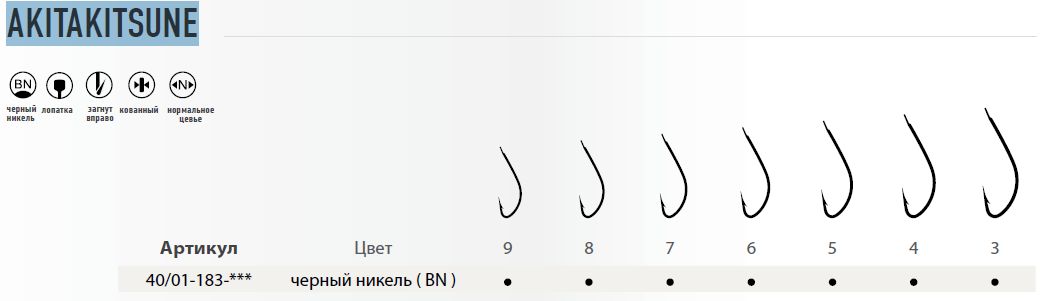 AKITAKITSUNE
BN N
черный никель лопатка загнут вправо кованный нормальное цевье
Артикул Цвет 9 8 7 6 5 4 3
40/01-183-*** черный никель ( BN ) • • • • • • •